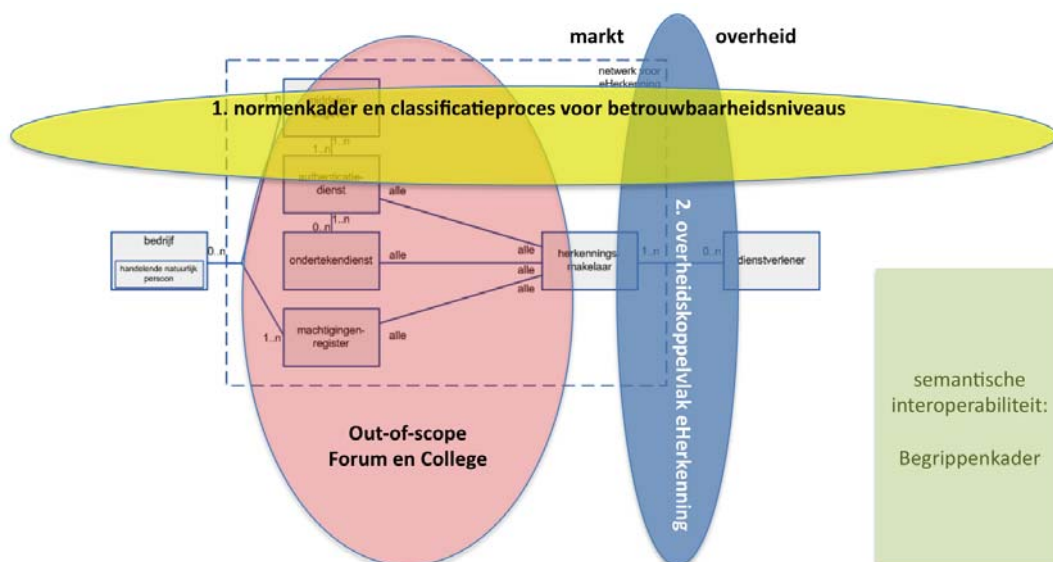 markt
overheid
netwerk voor
eHerkenning
1..n
1. normenkader en classificatieproces voor betrouwbaarheidsniveaus
1..n
1..n
authenticatie-
dienst
alle
1..n
0..n
bedrijf
handelende natuurlijk
persoon
0..n
ondertekendienst
alle
alle
alle
alle
herkennings
makelaar
1..n
0..n
dienstverlener
machtigingen-
register
1..n
alle
2. overheidskoppelvlak eHerkenning
Out-of-scope
Forum en College
semantische
interoperabiliteit:
Begrippenkader